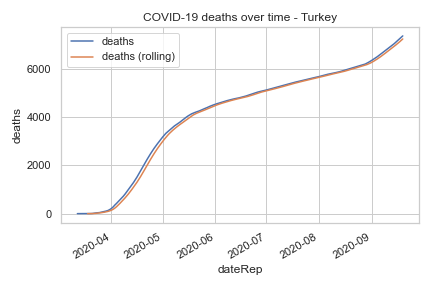 COVID-19 deaths over time - Turkey
deaths
deaths (rolling)
deaths
6000
4000
2000
0
2020-04
2020-05
2020-06
2020-07
2020-08
2020-09
dateRep